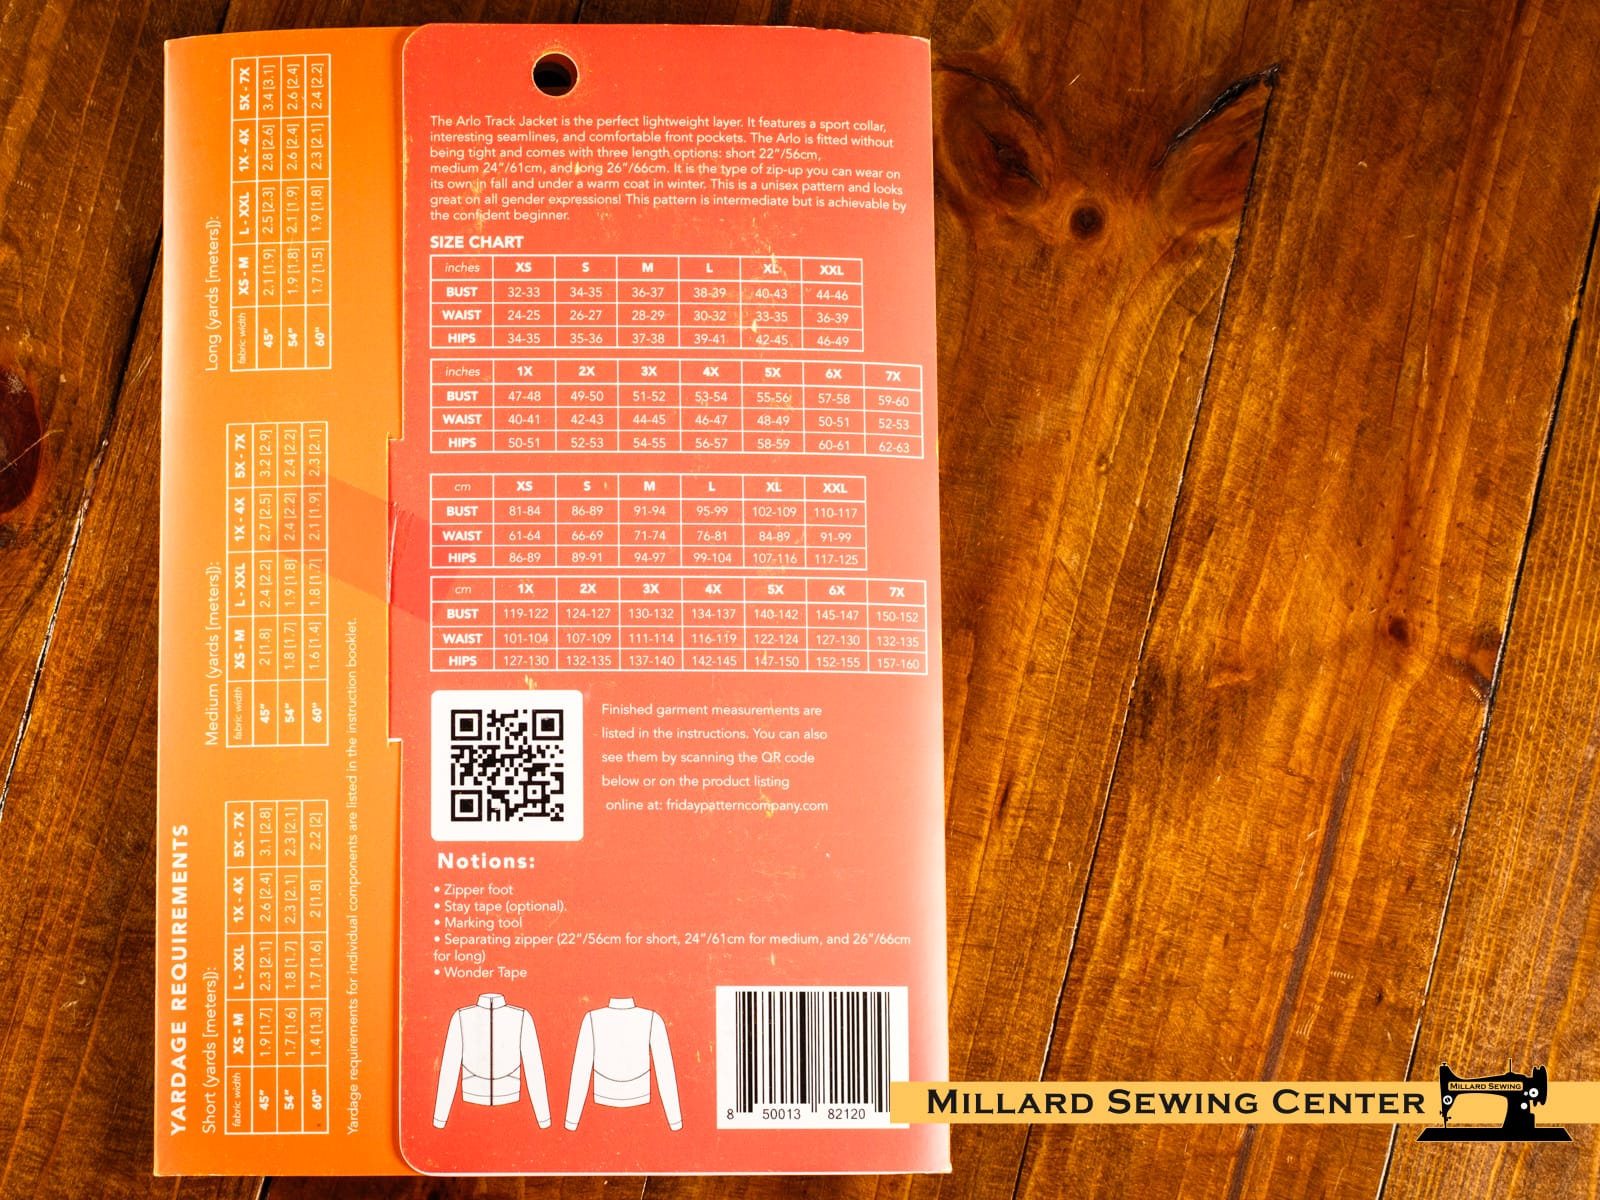 The Arlo Track Jacket is the perfect lightweight layer. It features a sport collar,
interesting seamlines, and comfortable front pockets. The Arlo is fitted without
being tight and comes with three length options: short 22"/56cm,
medium 24"/61cm, and long 26"/66cm. It is the type of zip-up you can wear on
its own in fall and under a warm coat in winter. This is a unisex pattern and looks
great on all gender expressions! This pattern is intermediate but is achievable by
the confident beginner.
SIZE CHART
inches XS S M L XL XXL
BUST 32-33 34-35 36-37 38-39 40-43 44-46
WAIST 24-25 26-27 28-29 30-32 33-35 36-39
HIPS 34-35 35-36 37-38 39-41 42-45 46-49
inches 1X 2X 3X 4X 5X 6X 7X
BUST 47-48 49-50 51-52 53-54 55-56 57-58 59-60
WAIST 40-41 42-43 44-45 46-47 48-49 50-51 52-53
HIPS 50-51 52-53 54-55 56-57 58-59 60-61 62-63
cm XS S M L XL XXL
BUST 81-84 86-89 91-94 95-99 102-109 110-117
WAIST 61-64 66-69 71-74 76-81 84-89 91-99
HIPS 86-89 89-91 94-97 99-104 107-116 117-125
cm 1X 2X 3X 4X 5X 6X 7X
BUST 119-122 124-127 130-132 134-137 140-142 145-147 150-152
WAIST 101-104 107-109 111-114 116-119 122-124 127-130 132-135
HIPS 127-130 132-135 137-140 142-145 147-150 152-155 157-160
Finished garment measurements are
listed in the instructions. You can also
see them by scanning the QR code
below or on the product listing
online at: fridaypatterncompany.com
Notions:
• Zipper foot
• Stay tape (optional).
• Marking tool
• Separating zipper (22"/56cm for short, 24"/61cm for medium, and 26"/66cm
for long)
• Wonder Tape
8 50013 82120
YARDAGE REQUIREMENTS
Short (yards [meters]):
fabric width XS - M L - XXL 1X - 4X 5X - 7X
45" 1.9 [1.7] 2.3 [2.1] 2.6 [2.4] 3.1 [2.8]
54" 1.7 [1.6] 1.8 [1.7] 2.3 [2.1] 2.3 [2.1]
60" 1.4 [1.3] 1.7 [1.6] 2 [1.8] 2.2 [2]
Medium (yards [meters]):
fabric width XS - M L - XXL 1X - 4X 5X - 7X
45" 2 [1.8] 2.4 [2.2] 2.7 [2.5] 3.2 [2.9]
54" 1.8 [1.7] 1.9 [1.8] 2.4 [2.2] 2.4 [2.2]
60" 1.6 [1.4] 1.8 [1.7] 2.1 [1.9] 2.3 [2.1]
Long (yards [meters]):
fabric width XS - M L - XXL 1X - 4X 5X - 7X
45" 2.1 [1.9] 2.5 [2.3] 2.8 [2.6] 3.4 [3.1]
54" 1.9 [1.8] 2.1 [1.9] 2.6 [2.4] 2.6 [2.4]
60" 1.7 [1.5] 1.9 [1.8] 2.3 [2.1] 2.4 [2.2]
Yardage requirements for individual components are listed in the instruction booklet.
MILLARD SEWING CENTER
MILLARD SEWING